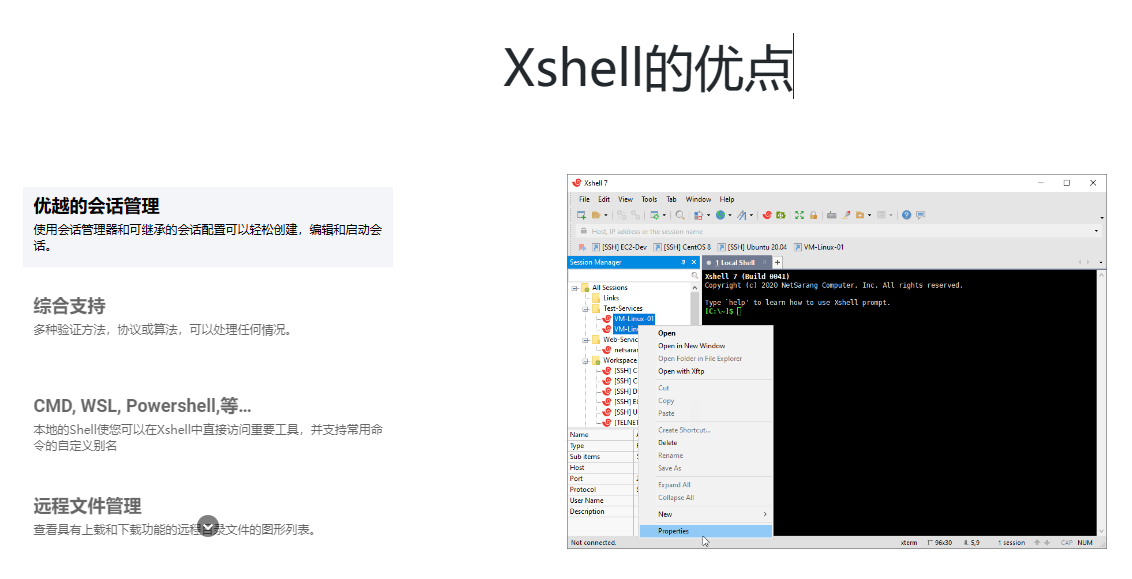 Xshell的优点
优越的会话管理
使用会话管理器和可继承的会话配置可以轻松创建，编辑和启动会
话。
综合支持
多种验证方法，协议或算法，可以处理任何情况。
CMD, WSL, Powershell,等...
本地的Shell使您可以在Xshell中直接访问重要工具，并支持常用命
令的自定义别名
远程文件管理
查看具有上载和下载功能的远程目录文件的图形列表。
Xshell 7
File Edit View Tools Tab Window Help
Host, IP address or the session name
[SSH] EC2-Dev [SSH] CentOS 8 [SSH] Ubuntu 20.04 VM-Linux-01
Session Manager
1 Local Shell
All Sessions
Links
Test-Services
VM-Linux-01
VM-Lin
Web-Servic
netsaran
Workspace
[SSH] C
[SSH] C
[SSH] D
[SSH] E
[SSH] U
[TELNET
Name
Type
Sub items
Host
Port
Protocol
User Name
Description
Xshell 7 (Build 0041)
Copyright (c) 2020 NetSarang Computer, Inc. All rights reserved.
Type `help' to learn how to use Xshell prompt.
[C:\~]$
Open
Open in New Window
Open Folder in File Explorer
Open with Xftp
Cut
Copy
Paste
Create Shortcut...
Delete
Rename
Save As
Expand All
Collapse All
New
Properties
Not connected.
xterm 96x30 5,9 1 session CAP NUM